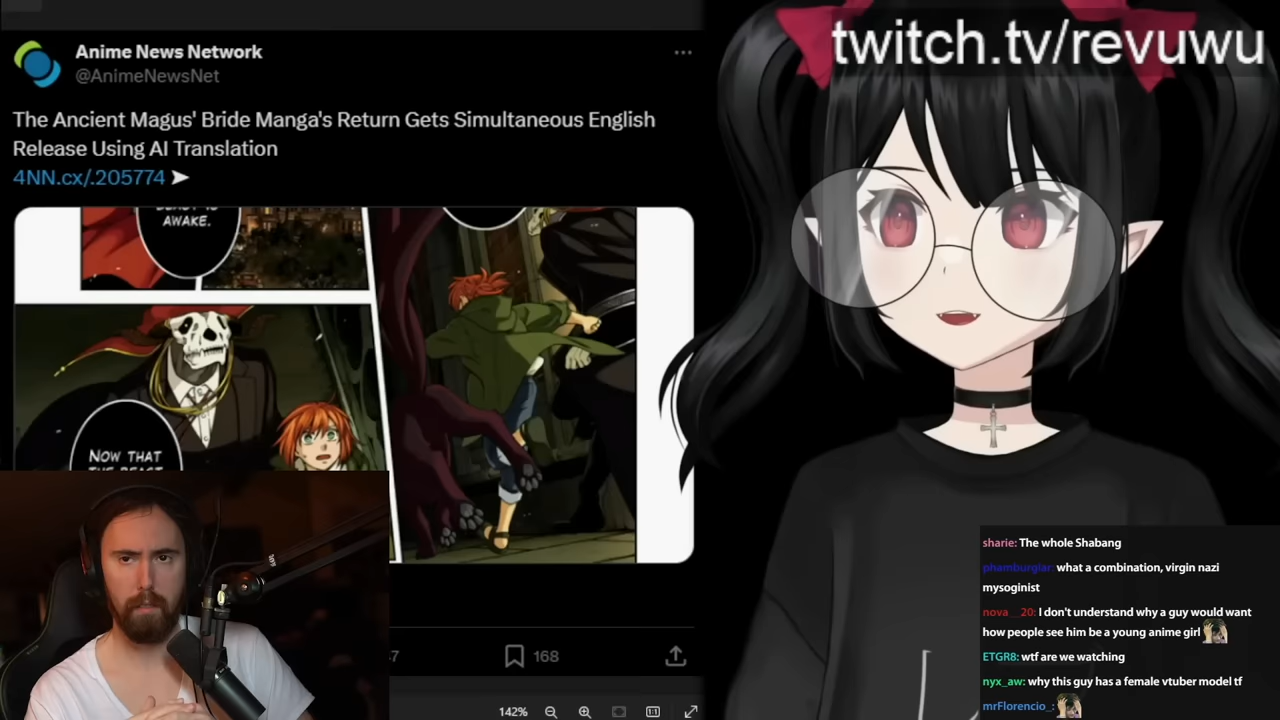 Anime News Network
@AnimeNewsNet
The Ancient Magus' Bride Manga's Return Gets Simultaneous English
Release Using AI Translation
4NN.cx/.205774
AWAKE.
NOW THAT
168
142%
twitch.tv/revuwu
sharie: The whole Shabang
phamburglar: what a combination, virgin nazi
mysoginist
nova__20: I don't understand why a guy would want
how people see him be a young anime girl
ETGR8: wtf are we watching
nyx_aw: why this guy has a female vtuber model tf
mrFlorencio_: